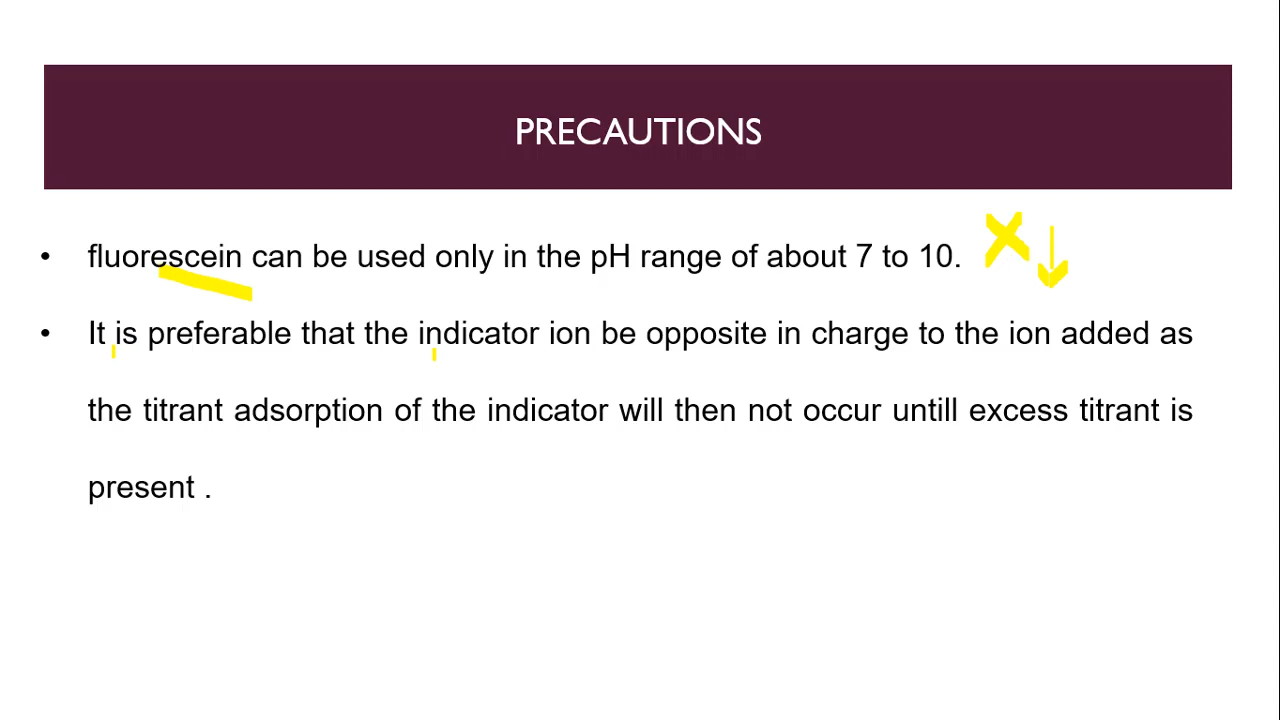 PRECAUTIONS
• fluorescein can be used only in the pH range of about 7 to 10.
• It is preferable that the indicator ion be opposite in charge to the ion added as
the titrant adsorption of the indicator will then not occur untill excess titrant is
present .